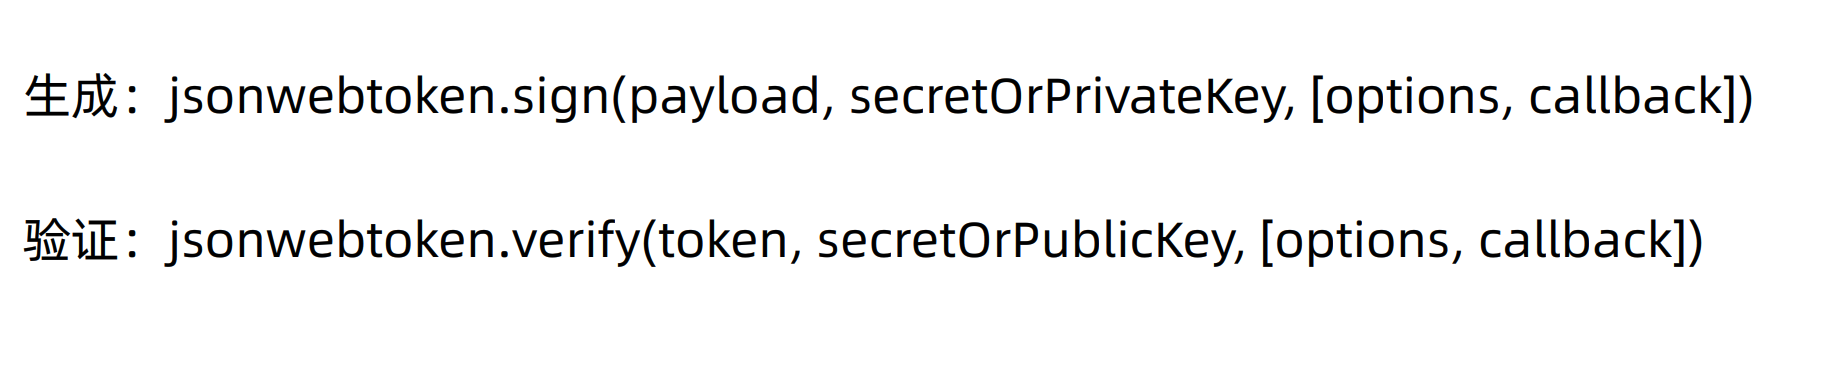 生成：jsonwebtoken.sign(payload, secretOrPrivateKey, [options, callback])
验证：jsonwebtoken.verify(token, secretOrPublicKey, [options, callback])